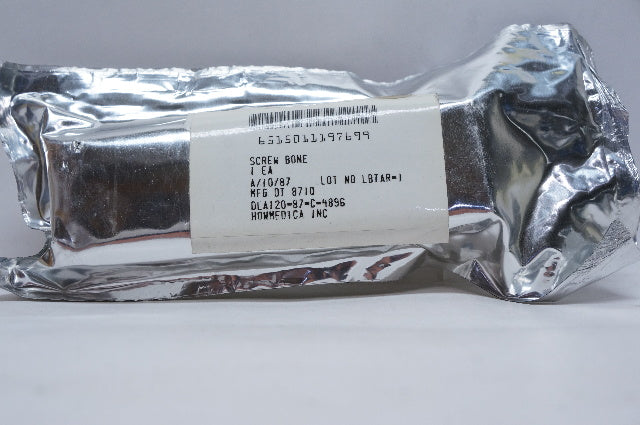 6515011197699
SCREW BONE
1 EA
A/10/87 LOT NO LBTAR-1
MFG DT 8710
DLA120-87-C-4896
HOWMEDICA INC